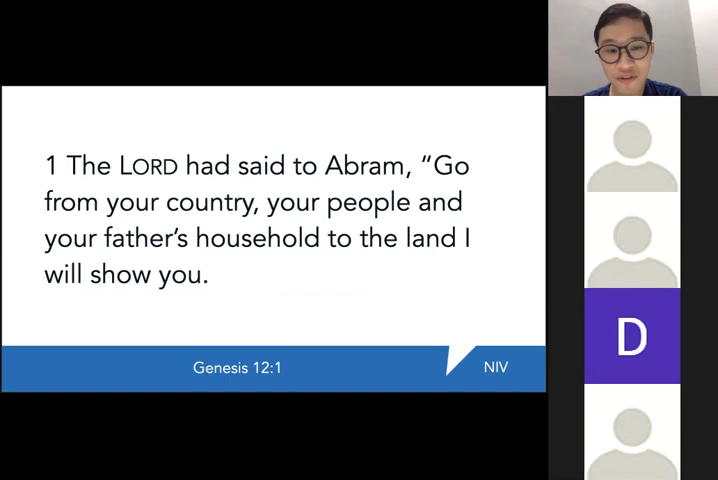 1 The LORD had said to Abram, “Go
from your country, your people and
your father’s household to the land I
will show you.
Genesis 12:1
NIV
D